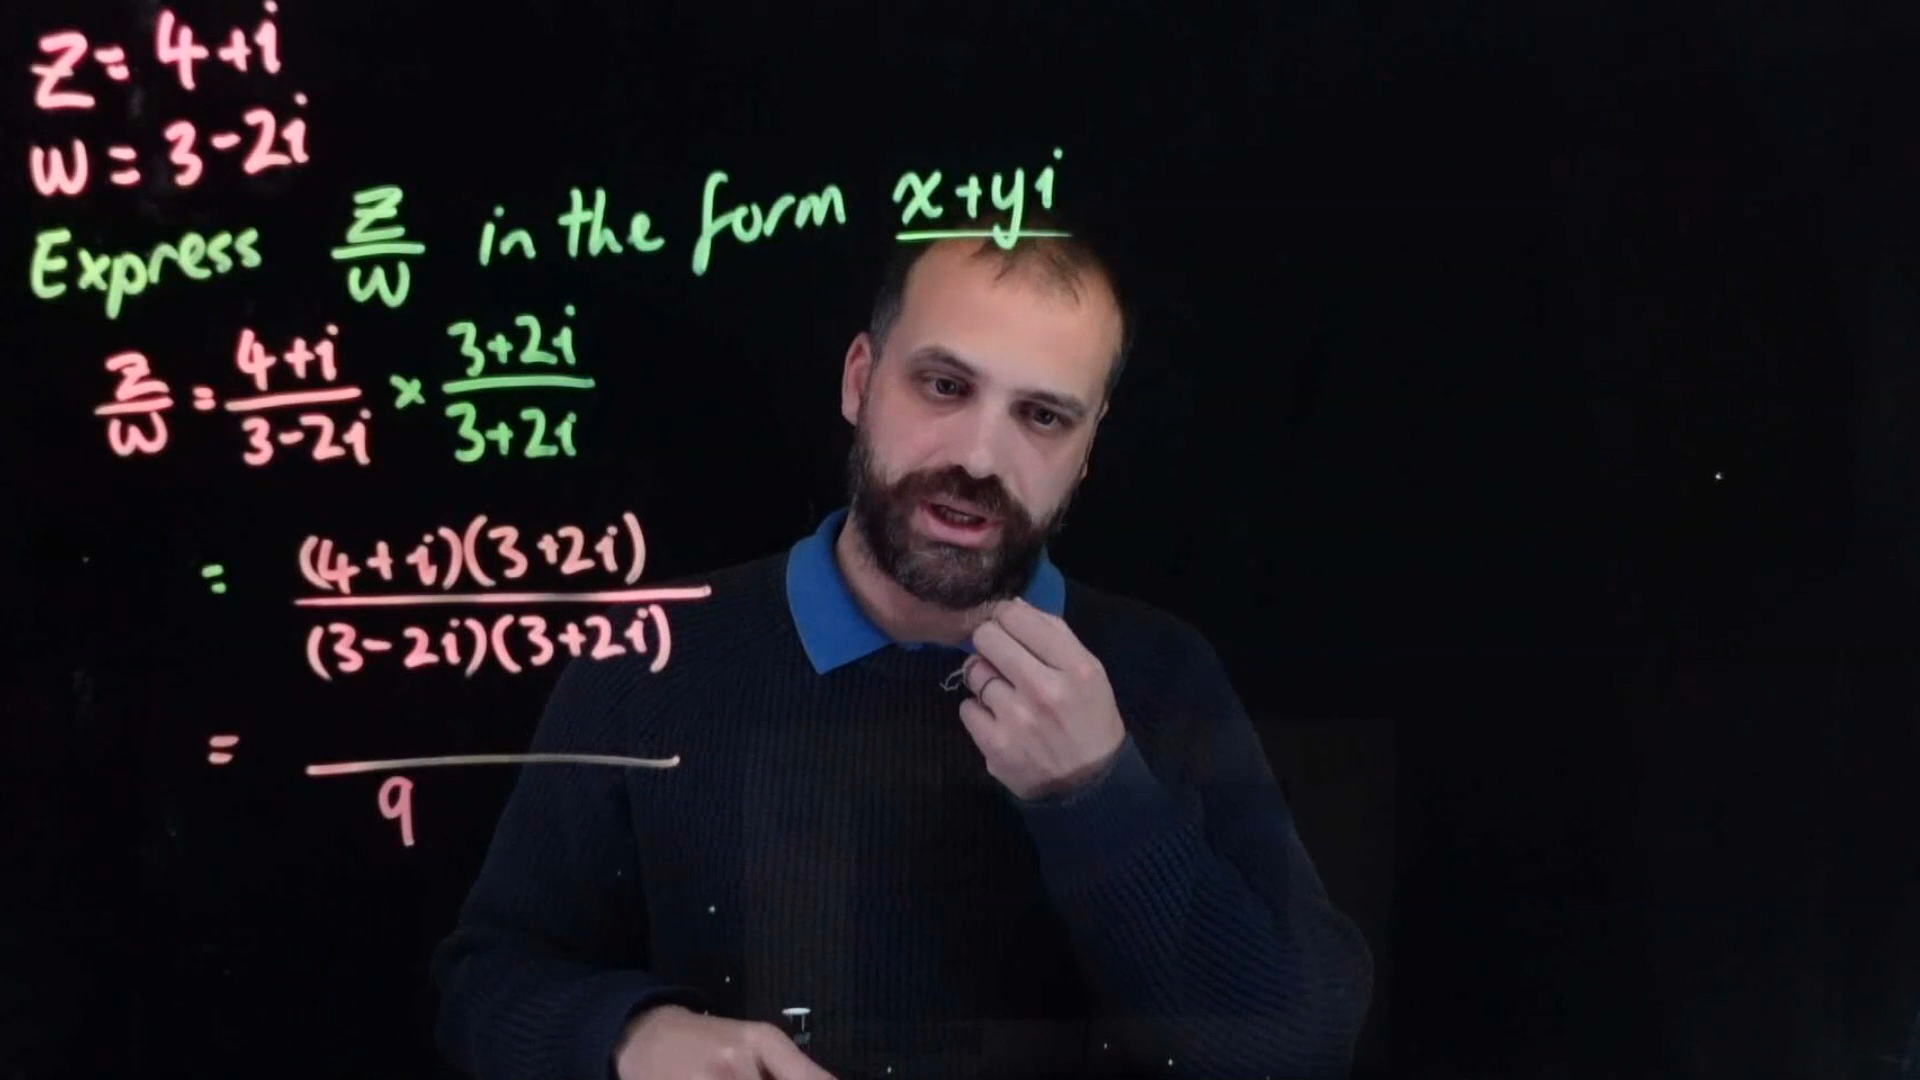 z = 4+i
w = 3-2i
Express z/w in the form x+yi
z/w = (4+i)/(3-2i) × (3+2i)/(3+2i)
= (4+i)(3+2i)
(3-2i)(3+2i)
=
9